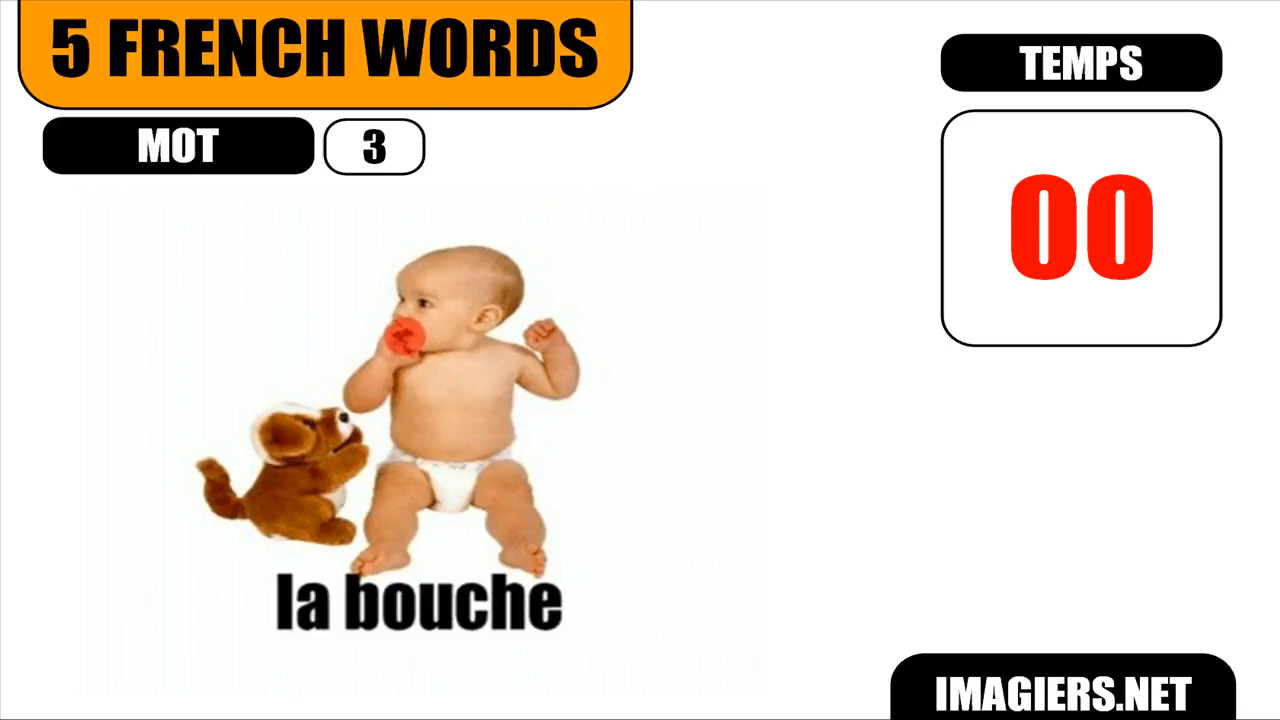 5 FRENCH WORDS
TEMPS
MOT 3
00
la bouche
IMAGIERS.NET